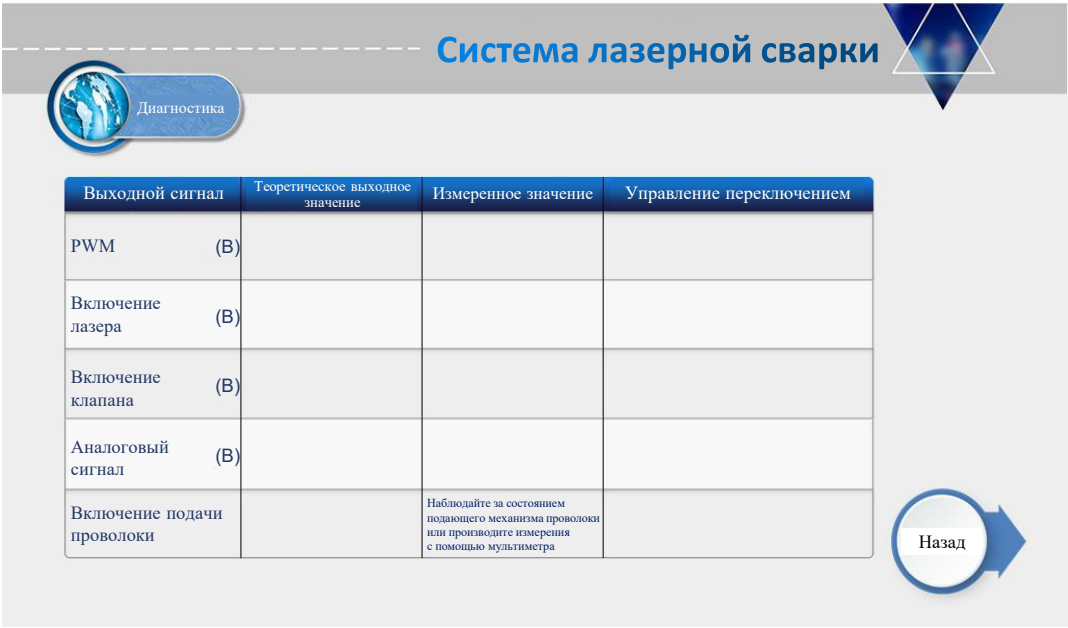 Система лазерной сварки
Диагностика
Выходной сигнал
Теоретическое выходное
значение
Измеренное значение
Управление переключением
PWM (В)
Включение
лазера (В)
Включение
клапана (В)
Аналоговый
сигнал (В)
Включение подачи
проволоки
Наблюдайте за состоянием
подающего механизма проволоки
или производите измерения
с помощью мультиметра
Назад